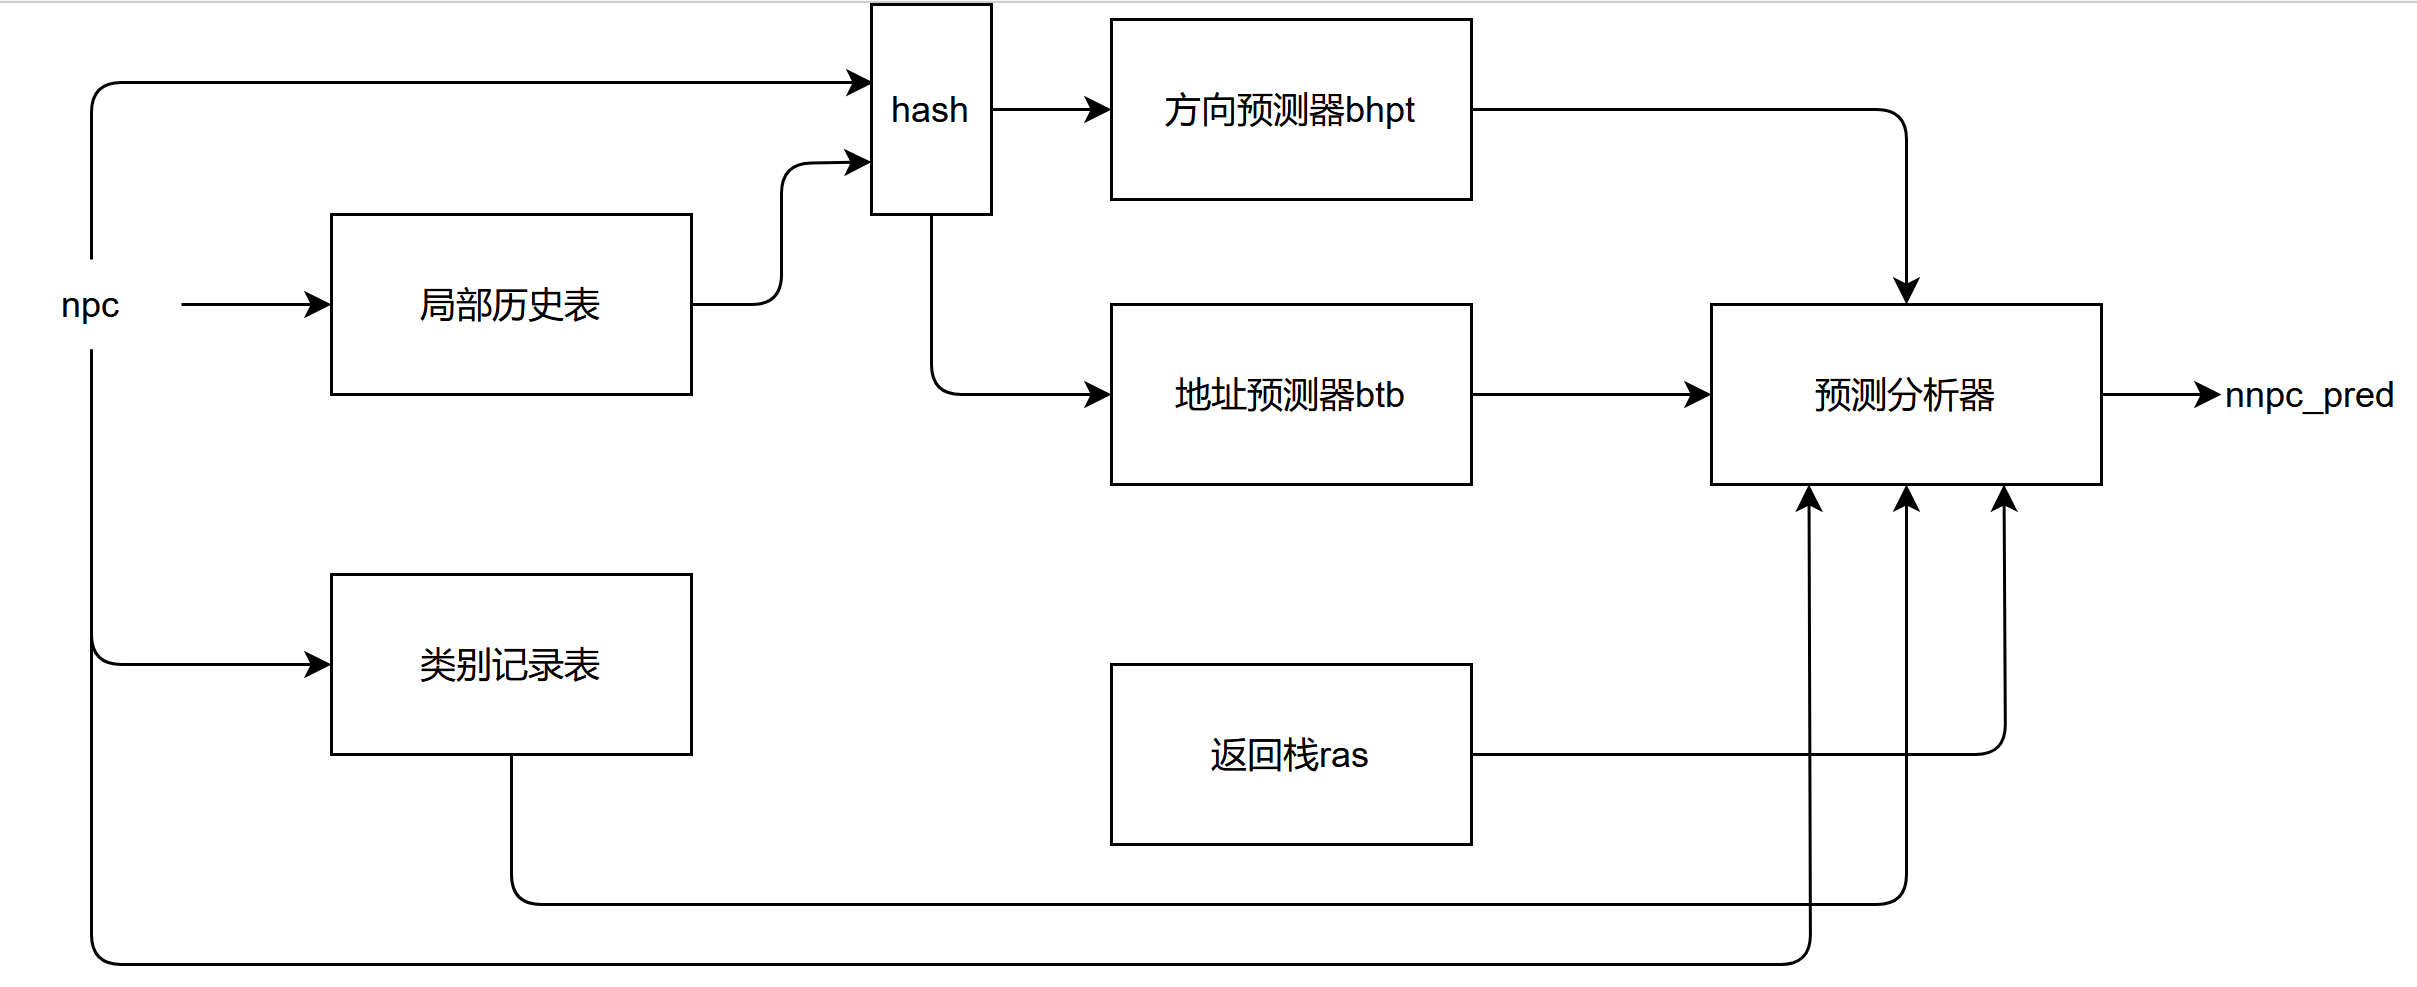 hash
方向预测器bhpt
npc
局部历史表
地址预测器btb
预测分析器
nnpc_pred
类别记录表
返回栈ras